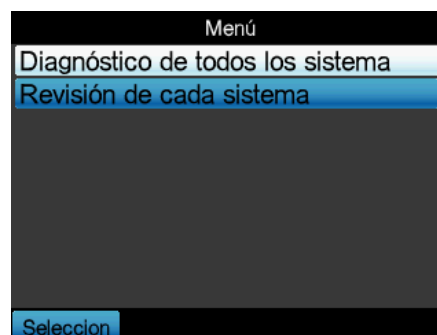 Menú
Diagnóstico de todos los sistema
Revisión de cada sistema
Seleccion